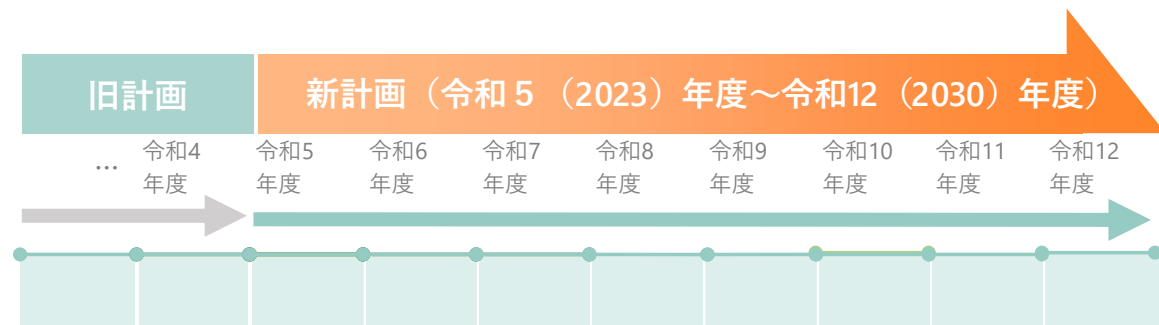 旧計画
新計画（令和５（2023）年度～令和12（2030）年度）
…
令和4
年度
令和5
年度
令和6
年度
令和7
年度
令和8
年度
令和9
年度
令和10
年度
令和11
年度
令和12
年度